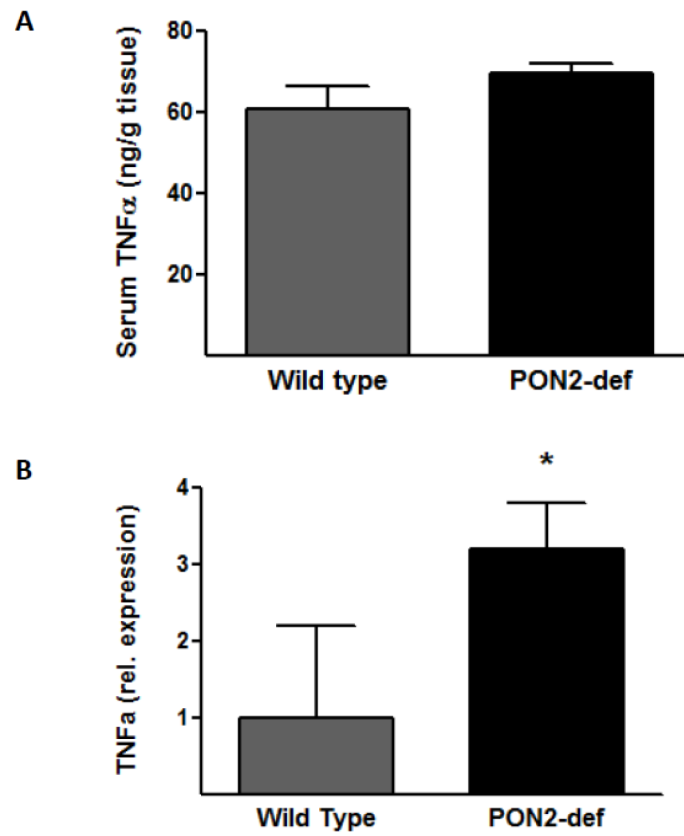 A
Serum TNFα (ng/g tissue)
80
60
40
20
Wild type PON2-def
B
*
TNFa (rel. expression)
4
3
2
1
Wild Type PON2-def